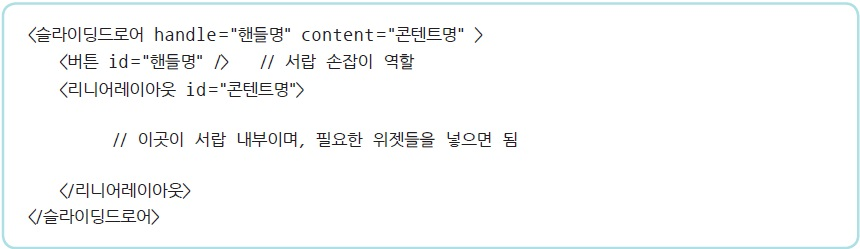 <슬라이딩드로어 handle="핸들명" content="콘텐트명" >
<버튼 id="핸들명" /> // 서랍 손잡이 역할
<리니어레이아웃 id="콘텐트명">
// 이곳이 서랍 내부이며, 필요한 위젯들을 넣으면 됨
</리니어레이아웃>
</슬라이딩드로어>